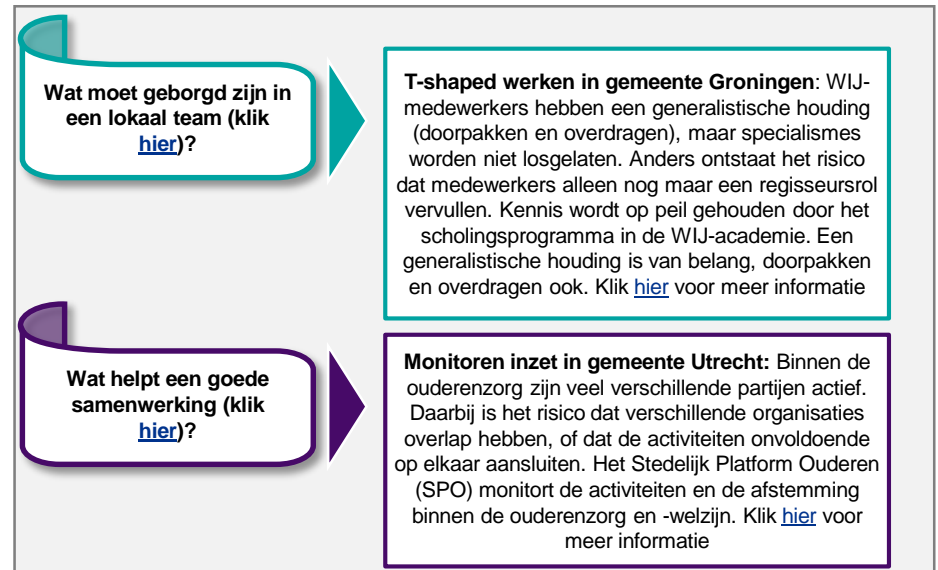 Wat moet geborgd zijn in
een lokaal team (klik
hier)?
T-shaped werken in gemeente Groningen: WIJ-
medewerkers hebben een generalistische houding
(doorpakken en overdragen), maar specialismes
worden niet losgelaten. Anders ontstaat het risico
dat medewerkers alleen nog maar een regisseursrol
vervullen. Kennis wordt op peil gehouden door het
scholingsprogramma in de WIJ-academie. Een
generalistische houding is van belang, doorpakken
en overdragen ook. Klik hier voor meer informatie
Wat helpt een goede
samenwerking (klik
hier)?
Monitoren inzet in gemeente Utrecht: Binnen de
ouderenzorg zijn veel verschillende partijen actief.
Daarbij is het risico dat verschillende organisaties
overlap hebben, of dat de activiteiten onvoldoende
op elkaar aansluiten. Het Stedelijk Platform Ouderen
(SPO) monitort de activiteiten en de afstemming
binnen de ouderenzorg en -welzijn. Klik hier voor
meer informatie